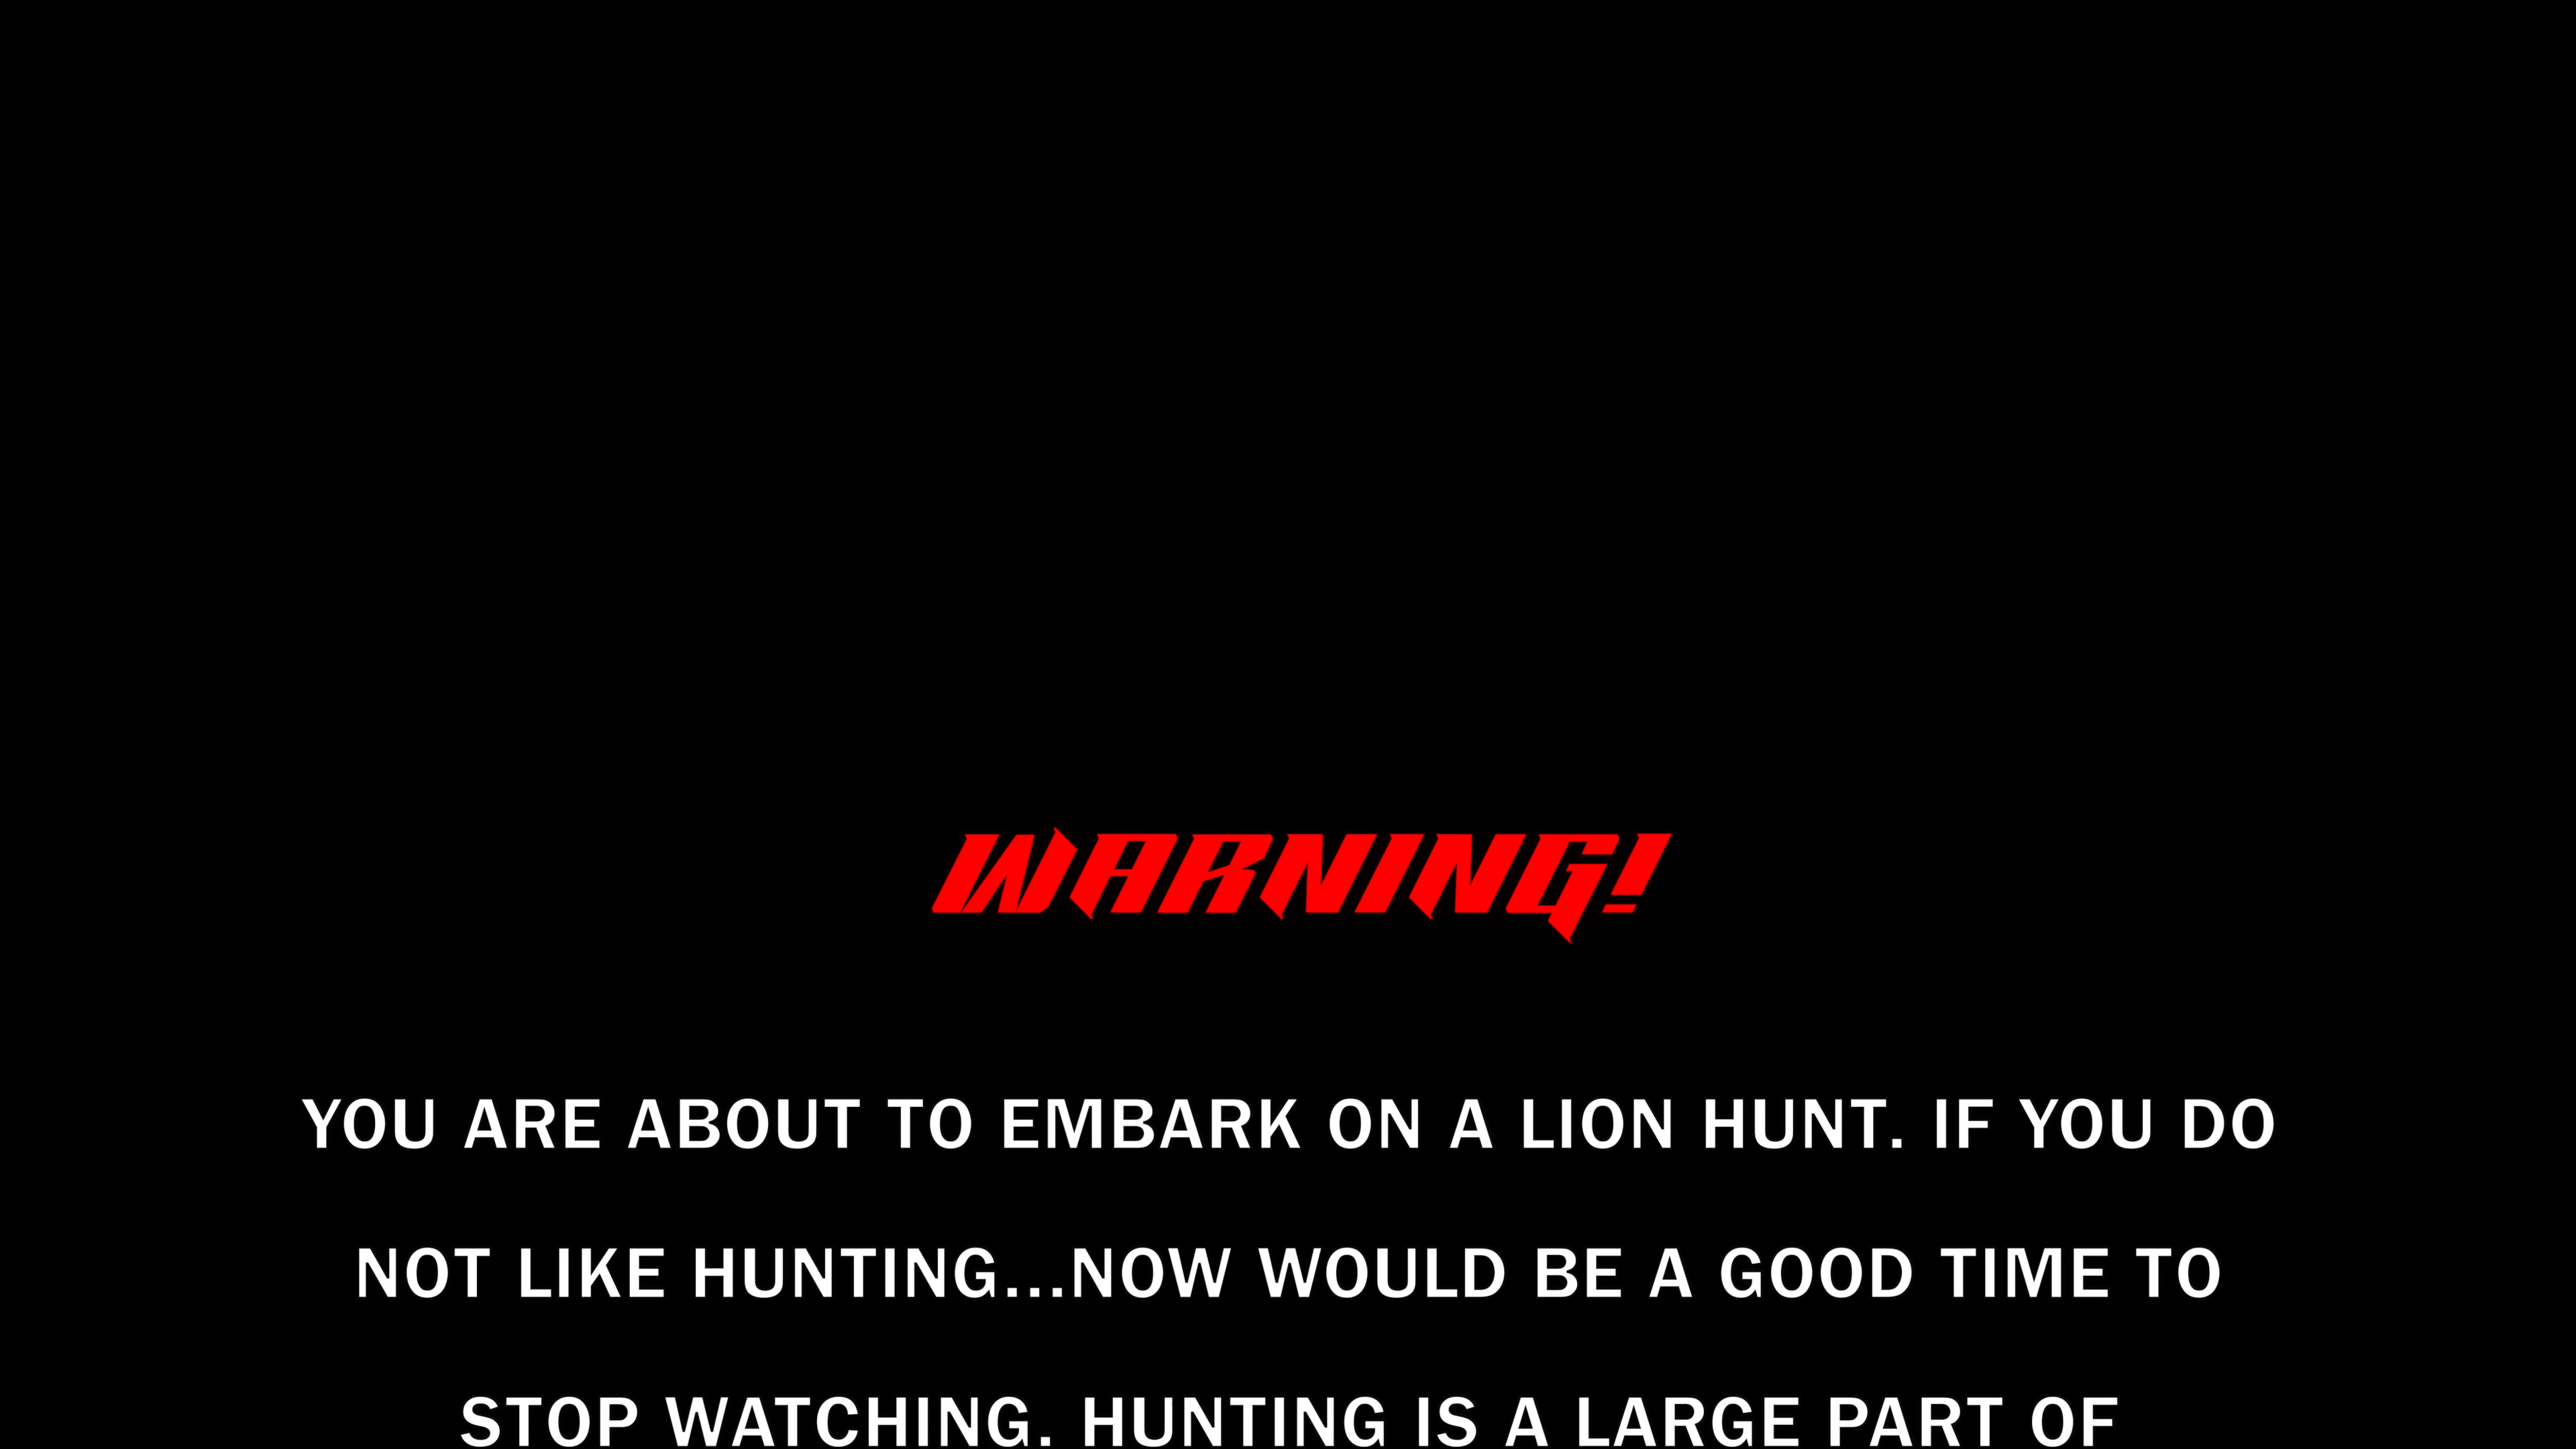 WARNING!
YOU ARE ABOUT TO EMBARK ON A LION HUNT. IF YOU DO
NOT LIKE HUNTING...NOW WOULD BE A GOOD TIME TO
STOP WATCHING. HUNTING IS A LARGE PART OF